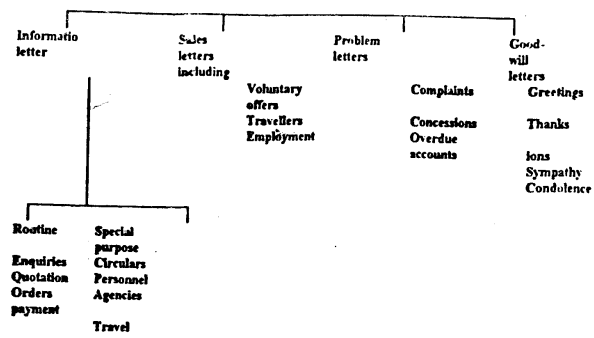 Informatio
letter
Sales
letters
including
Problem
letters
Good-
will
letters
Voluntary
offers
Travellers
Employment
Complaints
Concessions
Overdue
accounts
Greetings
Thanks
Ions
Sympathy
Condolence
Routine
Enquiries
Quotation
Orders
payment
Special
purpose
Circulars
Personnel
Agencies
Travel